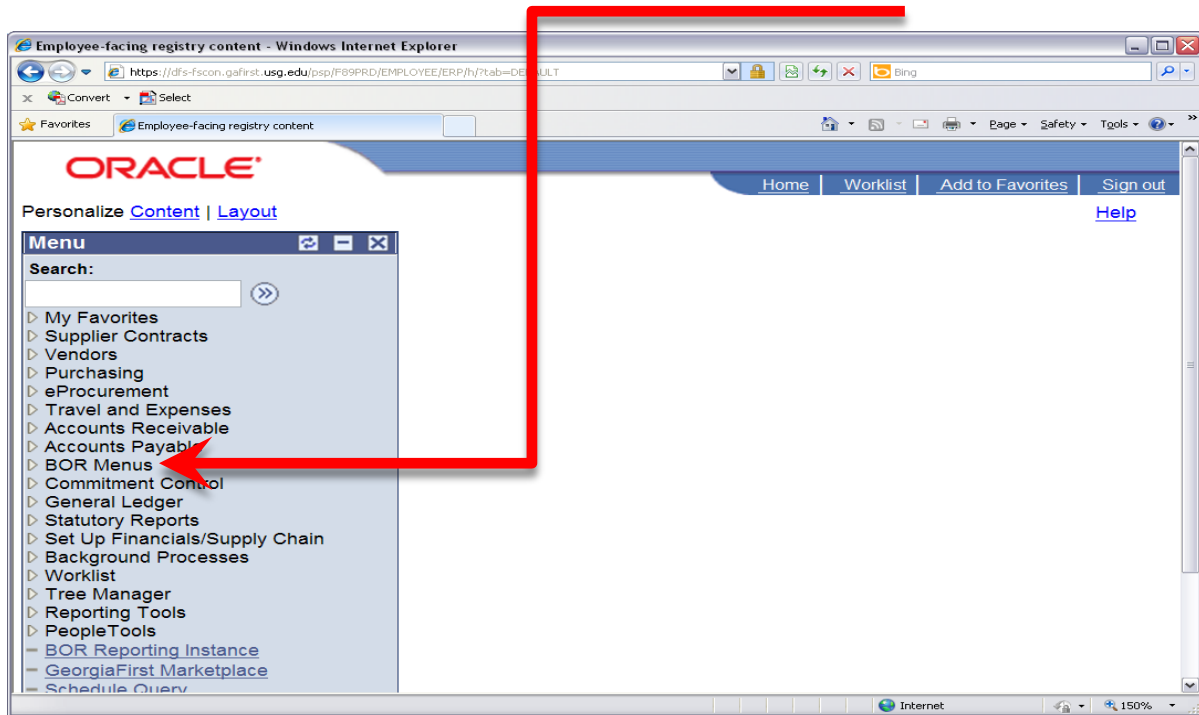 Employee-facing registry content - Windows Internet Explorer
https://dfs-fscon.gafirst.usg.edu/psp/F89PRD/EMPLOYEE/ERP/h/?tab=DEFAULT
Bing
x Convert Select
Favorites Employee-facing registry content Page Safety Tools »
ORACLE
Home Worklist Add to Favorites Sign out
Personalize Content | Layout Help
Menu
Search:
My Favorites
Supplier Contracts
Vendors
Purchasing
eProcurement
Travel and Expenses
Accounts Receivable
Accounts Payable
BOR Menus
Commitment Control
General Ledger
Statutory Reports
Set Up Financials/Supply Chain
Background Processes
Worklist
Tree Manager
Reporting Tools
PeopleTools
BOR Reporting Instance
GeorgiaFirst Marketplace
Schedule Query
Internet 150%